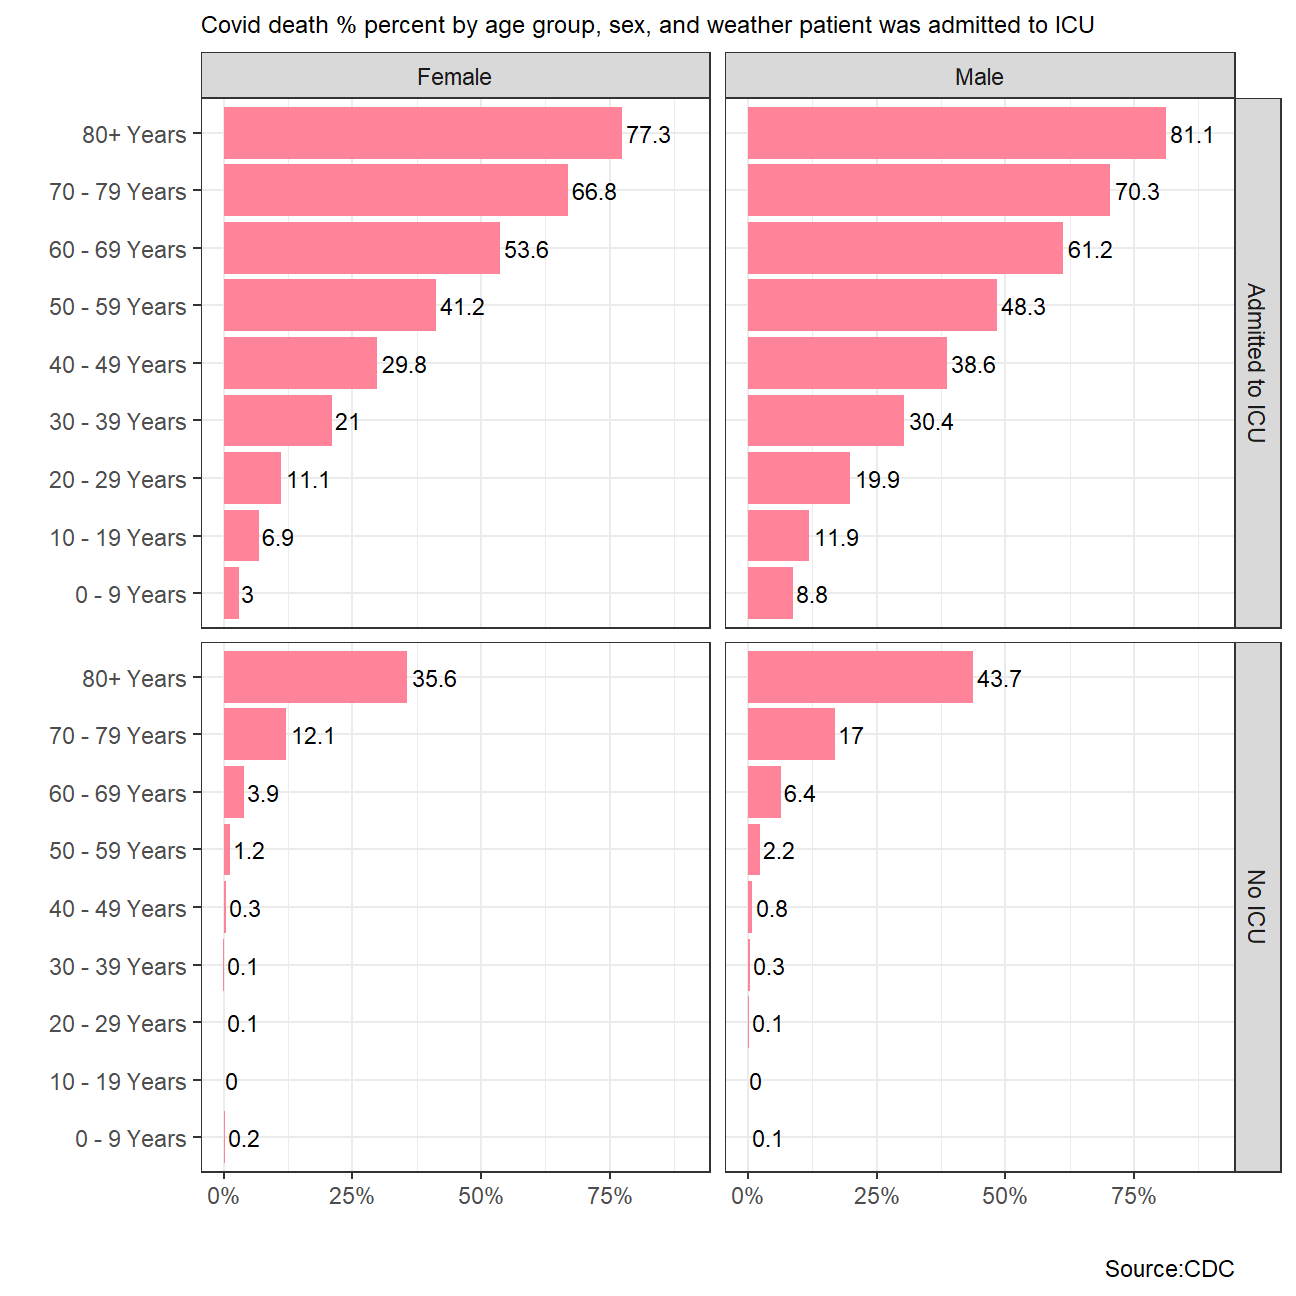 Covid death % percent by age group, sex, and weather patient was admitted to ICU
Female
Male
80+ Years
77.3
81.1
70 - 79 Years
66.8
70.3
60 - 69 Years
53.6
61.2
50 - 59 Years
41.2
48.3
40 - 49 Years
29.8
38.6
30 - 39 Years
21
30.4
20 - 29 Years
11.1
19.9
10 - 19 Years
6.9
11.9
0 - 9 Years
3
8.8
Admitted to ICU
80+ Years
35.6
43.7
70 - 79 Years
12.1
17
60 - 69 Years
3.9
6.4
50 - 59 Years
1.2
2.2
40 - 49 Years
0.3
0.8
30 - 39 Years
0.1
0.3
20 - 29 Years
0.1
0.1
10 - 19 Years
0
0
0 - 9 Years
0.2
0.1
No ICU
0% 25% 50% 75%
0% 25% 50% 75%
Source:CDC